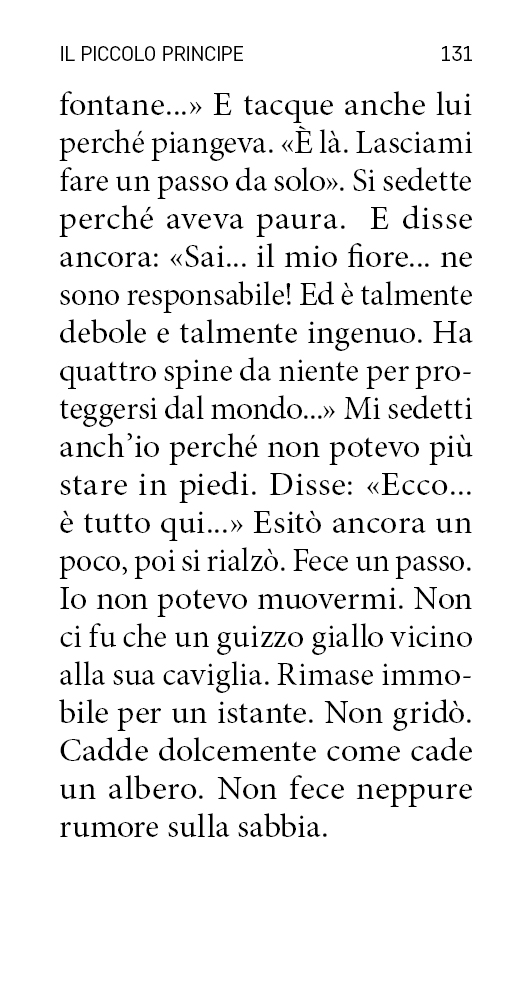 IL PICCOLO PRINCIPE 131
fontane...» E tacque anche lui
perché piangeva. «È là. Lasciami
fare un passo da solo». Si sedette
perché aveva paura.  E disse
ancora: «Sai... il mio fiore... ne
sono responsabile! Ed è talmente
debole e talmente ingenuo. Ha
quattro spine da niente per pro-
teggersi dal mondo...» Mi sedetti
anch’io perché non potevo più
stare in piedi. Disse: «Ecco...
è tutto qui...» Esitò ancora un
poco, poi si rialzò. Fece un passo.
Io non potevo muovermi. Non
ci fu che un guizzo giallo vicino
alla sua caviglia. Rimase immo-
bile per un istante. Non gridò.
Cadde dolcemente come cade
un albero. Non fece neppure
rumore sulla sabbia.